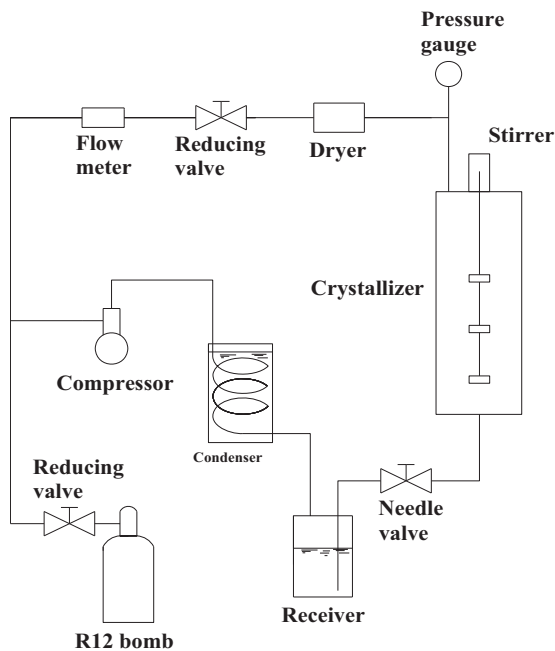 Pressure
gauge
Stirrer
Flow
meter
Reducing
valve
Dryer
Crystallizer
Compressor
Condenser
Reducing
valve
Needle
valve
Receiver
R12 bomb